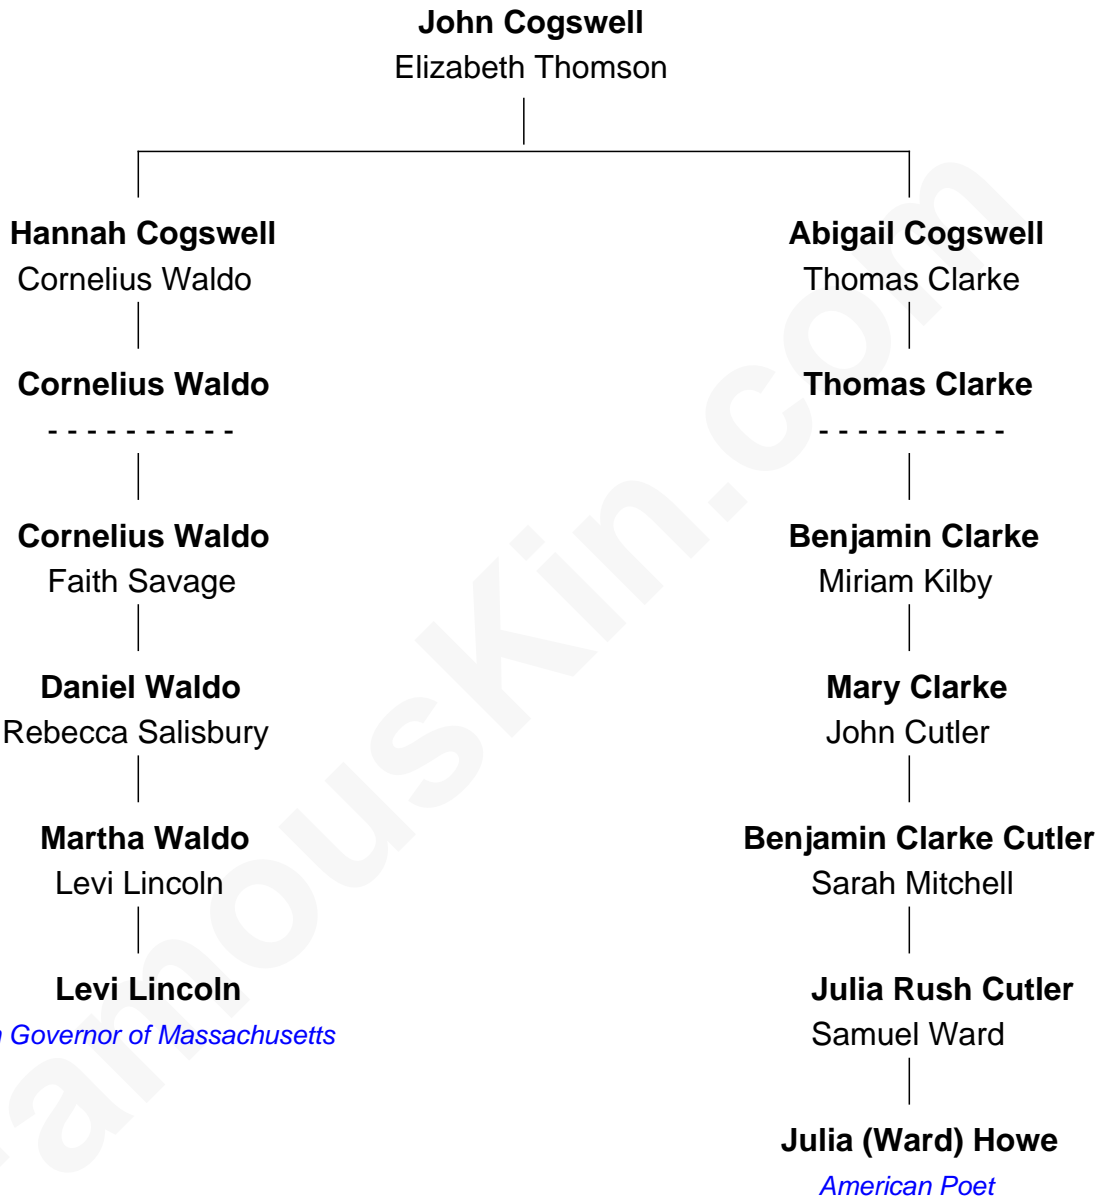 John Cogswell
Elizabeth Thomson
Hannah Cogswell
Cornelius Waldo
Abigail Cogswell
Thomas Clarke
Cornelius Waldo
- - - - - - - - - -
Thomas Clarke
- - - - - - - - - -
Cornelius Waldo
Faith Savage
Benjamin Clarke
Miriam Kilby
Daniel Waldo
Rebecca Salisbury
Mary Clarke
John Cutler
Martha Waldo
Levi Lincoln
Benjamin Clarke Cutler
Sarah Mitchell
Levi Lincoln
Governor of Massachusetts
Julia Rush Cutler
Samuel Ward
Julia (Ward) Howe
American Poet
amousKin.com